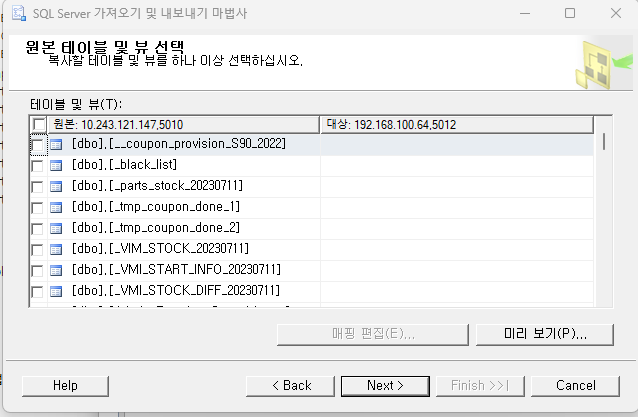 SQL Server 가져오기 및 내보내기 마법사
원본 테이블 및 뷰 선택
복사할 테이블 및 뷰를 하나 이상 선택하십시오.
테이블 및 뷰(T):
원본: 10.243.121.147,5010 대상: 192.168.100.64,5012
[dbo].[__coupon_provision_S90_2022]
[dbo].[_black_list]
[dbo].[_parts_stock_20230711]
[dbo].[_tmp_coupon_done_1]
[dbo].[_tmp_coupon_done_2]
[dbo].[_VIM_STOCK_20230711]
[dbo].[_VMI_START_INFO_20230711]
[dbo].[_VMI_STOCK_DIFF_20230711]
매핑 편집(E)... 미리 보기(P)...
Help < Back Next > Finish >>| Cancel